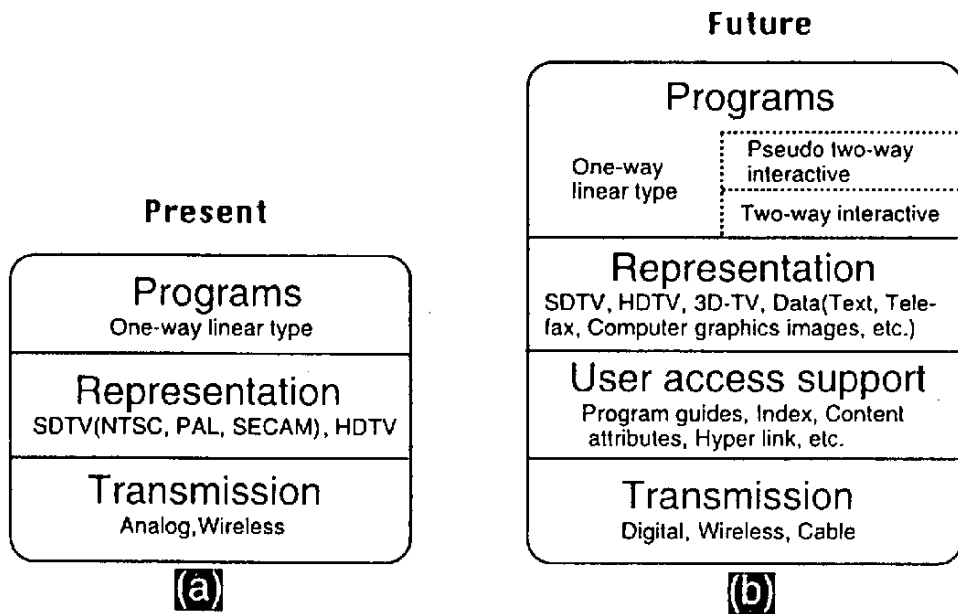 Present
Programs
One-way linear type
Representation
SDTV(NTSC, PAL, SECAM), HDTV
Transmission
Analog,Wireless
(a)
Future
Programs
One-way
linear type
Pseudo two-way
interactive
Two-way interactive
Representation
SDTV, HDTV, 3D-TV, Data(Text, Tele-
fax, Computer graphics images, etc.)
User access support
Program guides, Index, Content
attributes, Hyper link, etc.
Transmission
Digital, Wireless, Cable
(b)